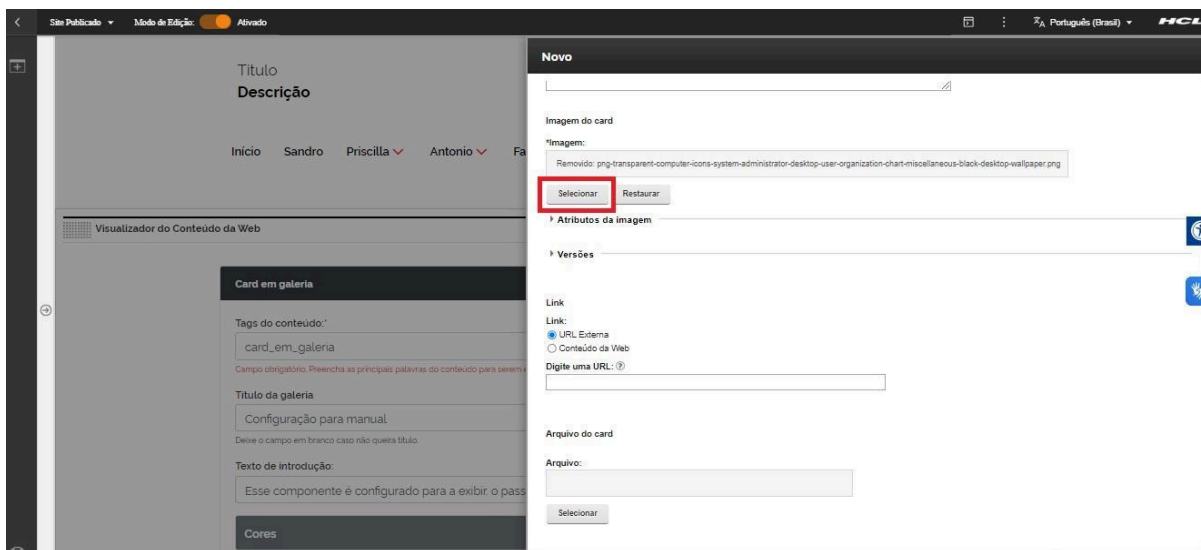 Site Publicado
Modo de Edição:
Ativado
Português (Brasil)
HCL
Titulo
Descrição
Início Sandro Priscilla Antonio Fa
Visualizador do Conteúdo da Web
Card em galeria
Tags do conteúdo:*
card_em_galeria
Campo obrigatório. Preencha as principais palavras do conteúdo para serem e
Título da galeria
Configuração para manual
Deixe o campo em branco caso não queira título.
Texto de introdução:
Esse componente é configurado para a exibir. o pass
Cores
Novo
Imagem do card
*Imagem:
Removido: png-transparent-computer-icons-system-administrator-desktop-user-organization-chart-miscellaneous-black-desktop-wallpaper.png
Selecionar Restaurar
Atributos da imagem
Versões
Link
Link:
URL Externa
Conteúdo da Web
Digite uma URL:
Arquivo do card
Arquivo:
Selecionar